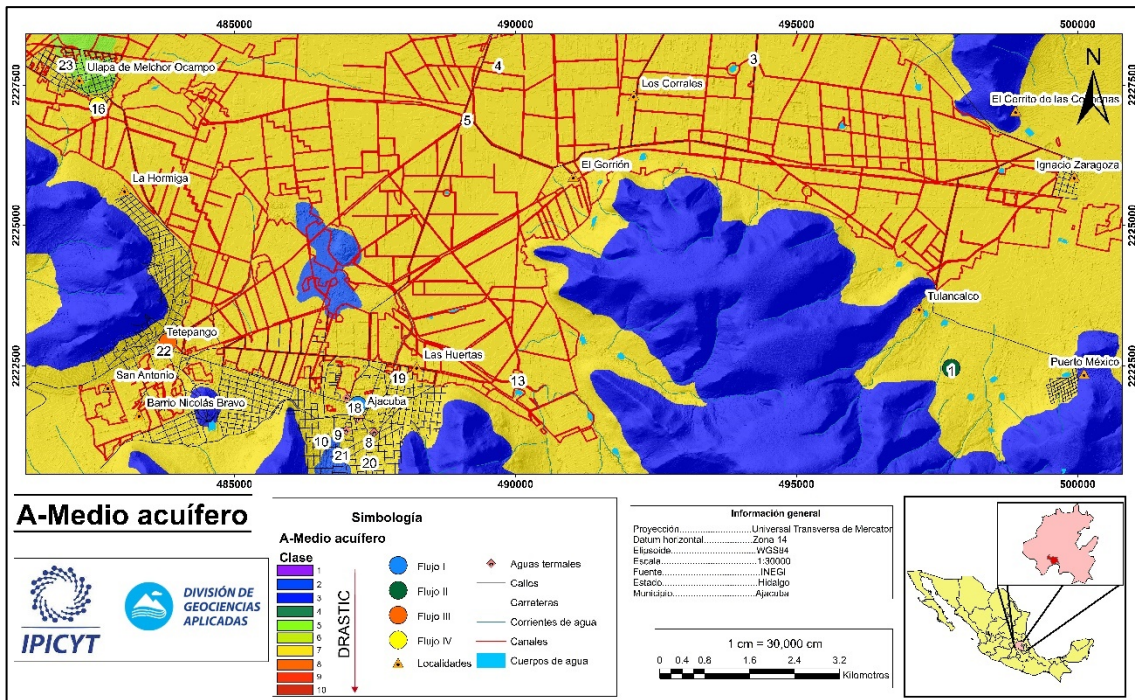 485000 490000 495000 500000
23
Ulapa de Melchor Ocampo
4
3
2227500
2227500
Los Corrales
N
16
5
El Cerrito de las Colmenas
El Gorrión
Ignacio Zaragoza
La Hormiga
2225000
2225000
Tulancalco
Tetepango
22
Las Huertas
1
Puerto México
2222500
2222500
San Antonio
19
13
Barrio Nicolás Bravo
18
Ajacuba
10
9
8
21
20
485000 490000 495000 500000
A-Medio acuífero
IPICYT
DIVISIÓN DE
GEOCIENCIAS
APLICADAS
Simbología
A-Medio acuífero
Clase
1
2
3
4
5
6
7
8
9
10
DRASTIC
Flujo I
Flujo II
Flujo III
Flujo IV
Localidades
Aguas termales
Calles
Carreteras
Corrientes de agua
Canales
Cuerpos de agua
Información general
Proyección.......................Universal Transversa de Mercator
Datum horizontal..................Zona 14
Elipsoide...........................WGS84
Escala...............................1:30000
Fuente..............................INEGI
Estado..............................Hidalgo
Municipio..........................Ajacuba
1 cm = 30,000 cm
0 0.4 0.8 1.6 2.4 3.2
Kilometros